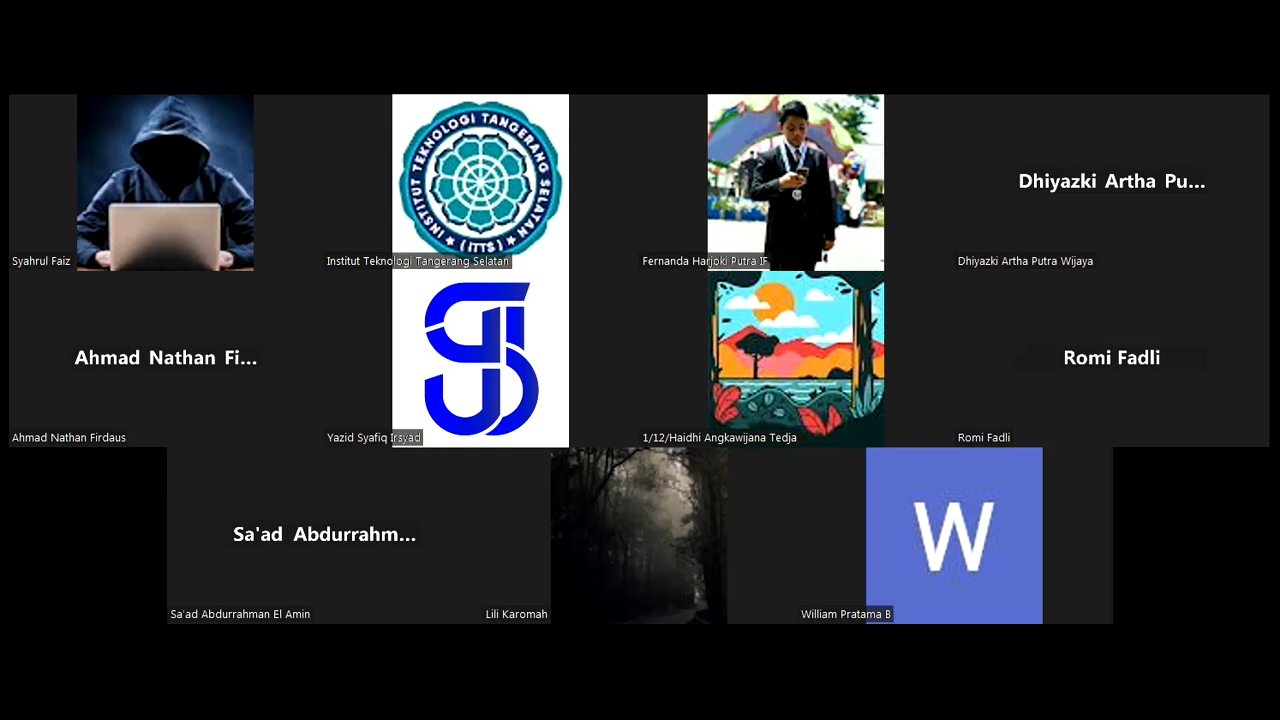 Syahrul Faiz
INSTITUT TEKNOLOGI TANGERANG SELATAN
(ITTS)
Institut Teknologi Tangerang Selatan
Fernanda Harjoki Putra IF
Dhiyazki Artha Pu...
Dhiyazki Artha Putra Wijaya
Ahmad Nathan Fi...
Ahmad Nathan Firdaus
Yazid Syafiq Irsyad
1/12/Haidhi Angkawijana Tedja
Romi Fadli
Romi Fadli
Sa'ad Abdurrahm...
Sa'ad Abdurrahman El Amin
Lili Karomah
W
William Pratama B